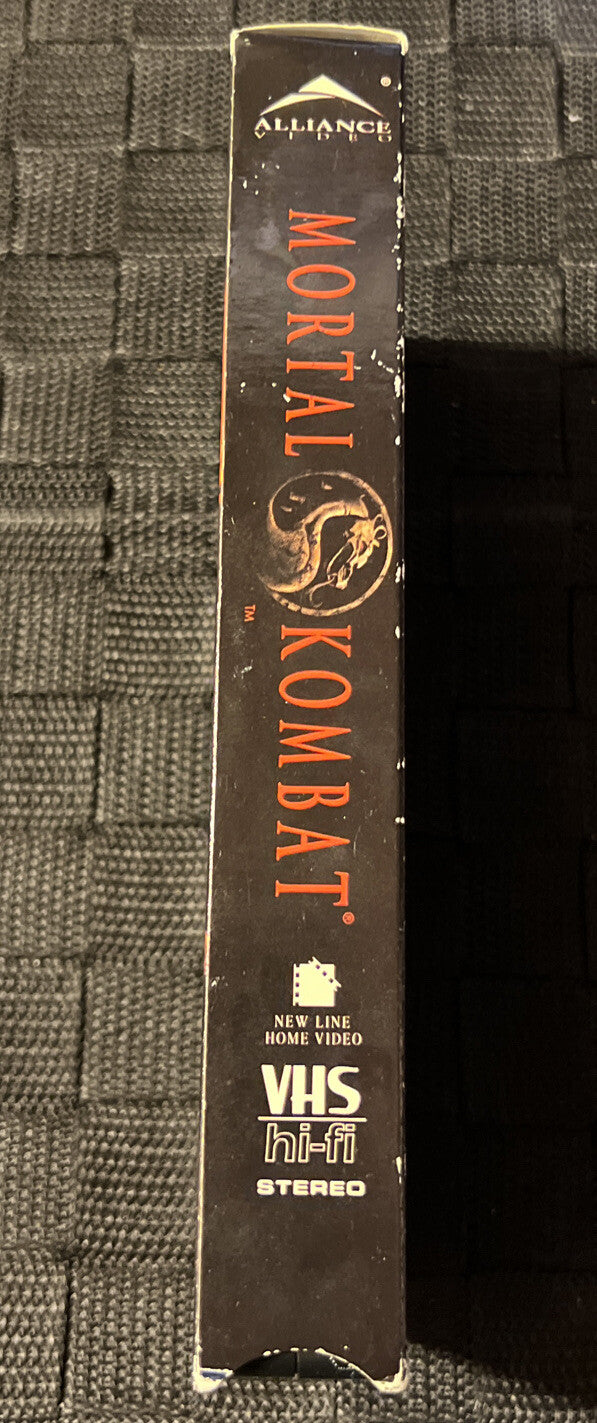 ®
ALLIANCE
VIDEO
MORTAL KOMBAT®
™
NEW LINE
HOME VIDEO
VHS
hi-fi
STEREO